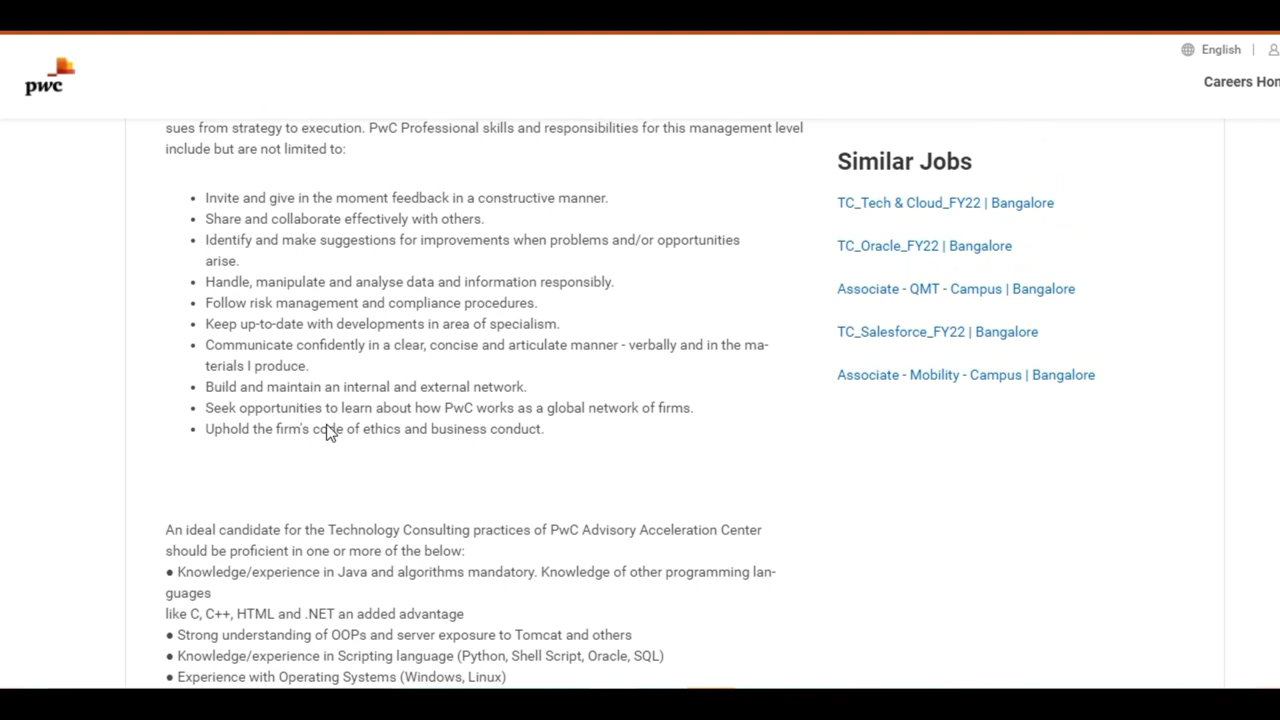 English |
pwc
Careers Hon
sues from strategy to execution. PwC Professional skills and responsibilities for this management level
include but are not limited to:
• Invite and give in the moment feedback in a constructive manner.
• Share and collaborate effectively with others.
• Identify and make suggestions for improvements when problems and/or opportunities
arise.
• Handle, manipulate and analyse data and information responsibly.
• Follow risk management and compliance procedures.
• Keep up-to-date with developments in area of specialism.
• Communicate confidently in a clear, concise and articulate manner - verbally and in the ma-
terials I produce.
• Build and maintain an internal and external network.
• Seek opportunities to learn about how PwC works as a global network of firms.
• Uphold the firm's code of ethics and business conduct.
An ideal candidate for the Technology Consulting practices of PwC Advisory Acceleration Center
should be proficient in one or more of the below:
● Knowledge/experience in Java and algorithms mandatory. Knowledge of other programming lan-
guages
like C, C++, HTML and .NET an added advantage
● Strong understanding of OOPs and server exposure to Tomcat and others
● Knowledge/experience in Scripting language (Python, Shell Script, Oracle, SQL)
● Experience with Operating Systems (Windows, Linux)
Similar Jobs
TC_Tech & Cloud_FY22 | Bangalore
TC_Oracle_FY22 | Bangalore
Associate - QMT - Campus | Bangalore
TC_Salesforce_FY22 | Bangalore
Associate - Mobility - Campus | Bangalore